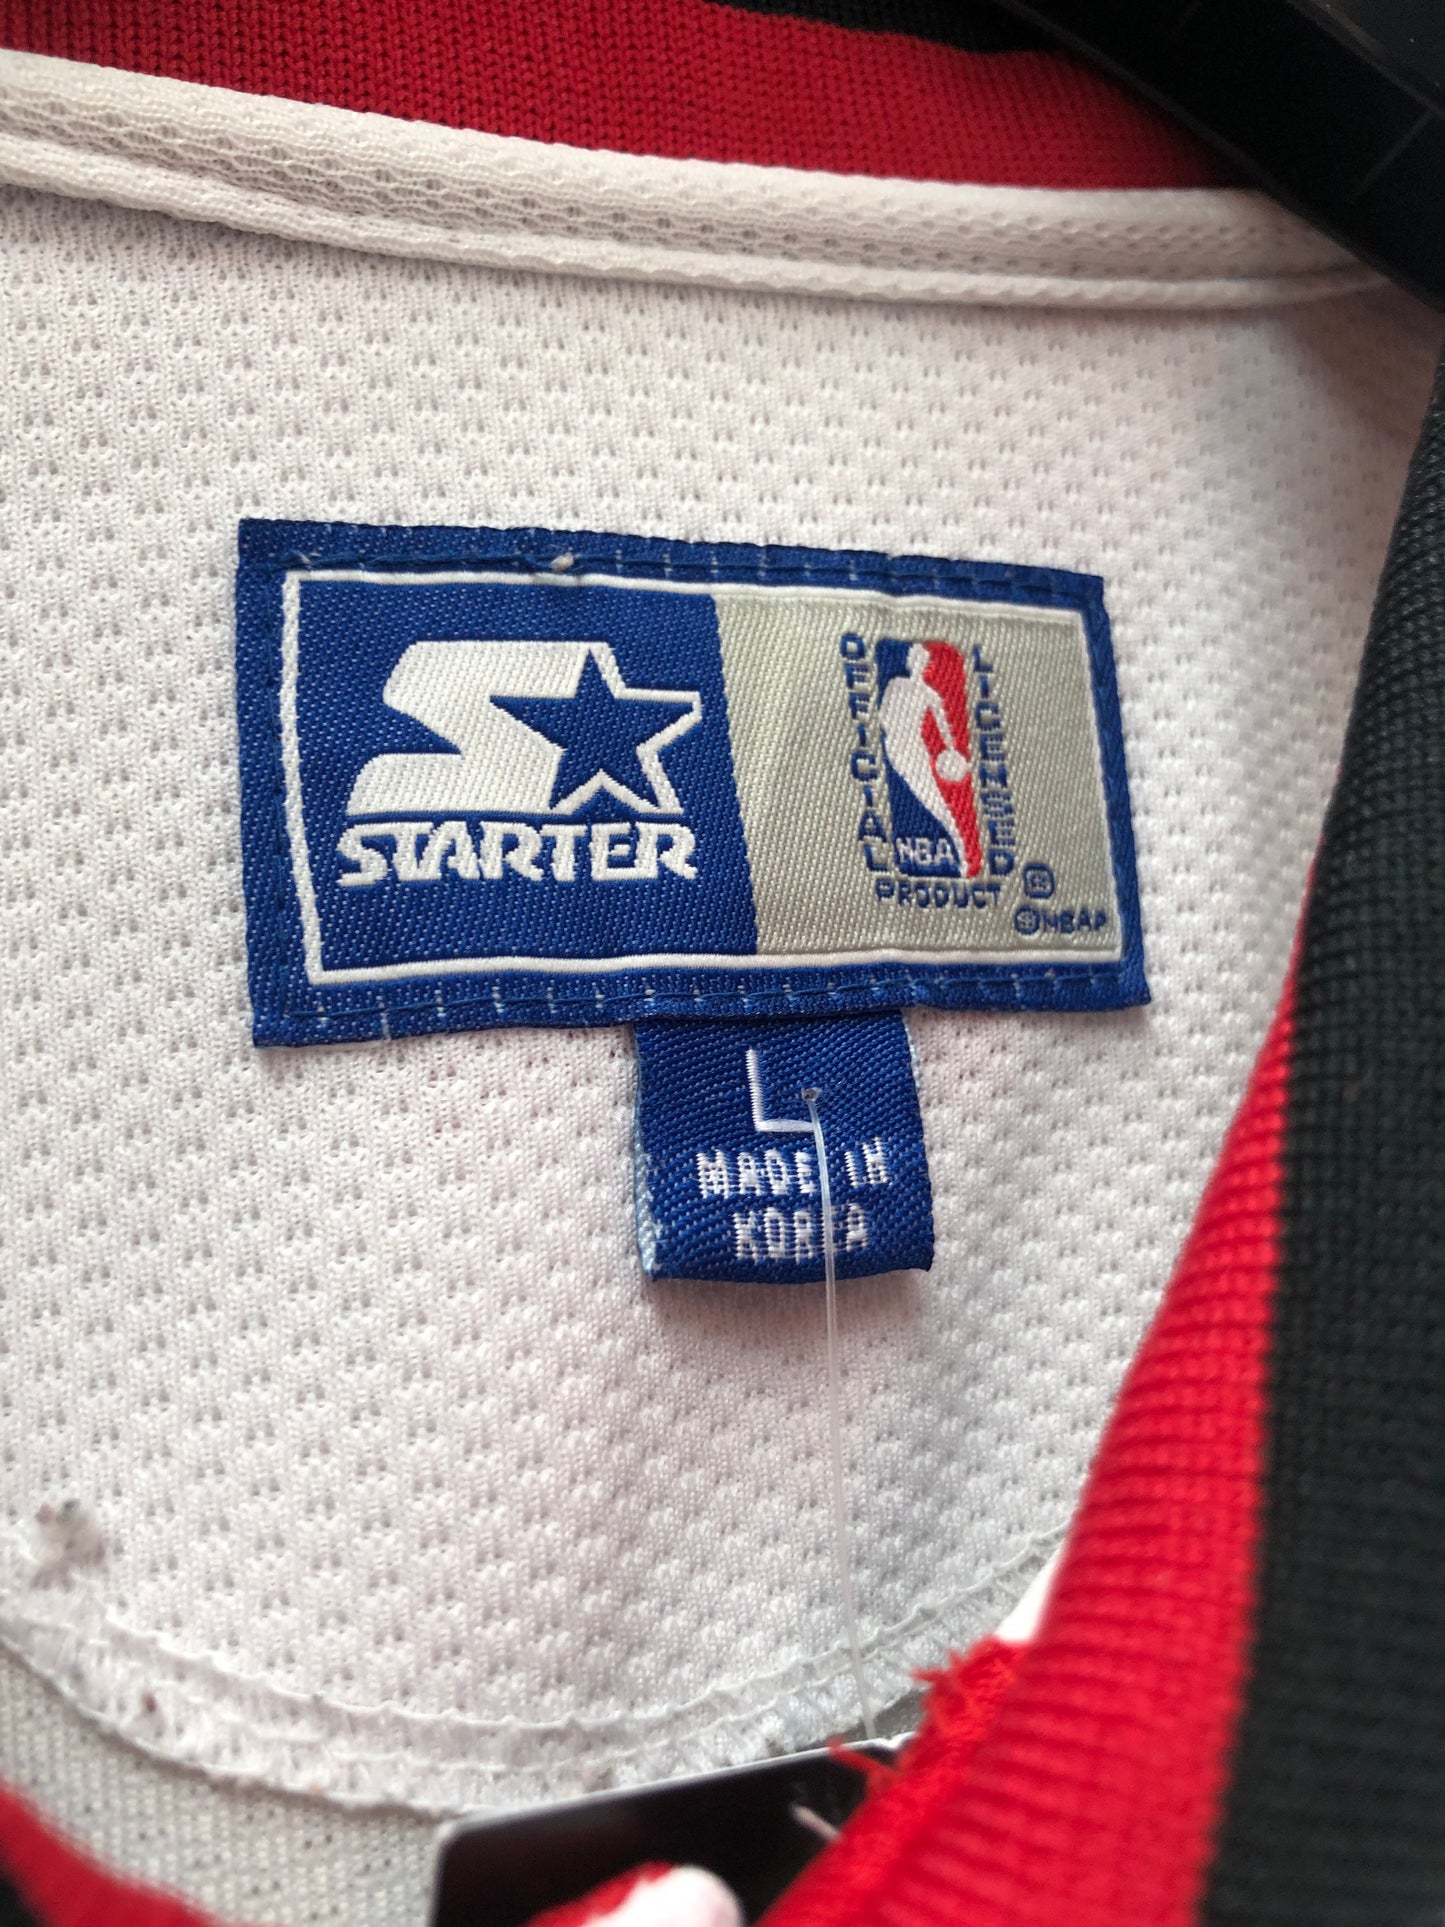 STARTER
OFFICIAL
LICENSED
NBA
PRODUCT
®
NBAP
L
MADE IN
KOREA